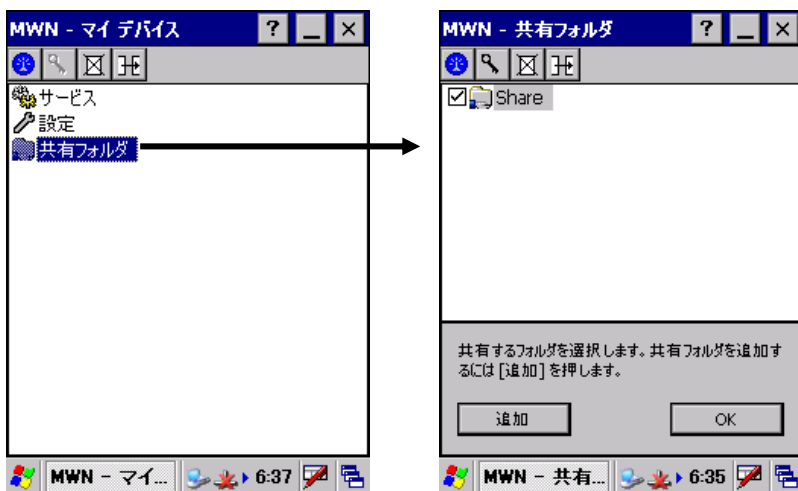 MWN - マイ デバイス ? _ ×
サービス
設定
共有フォルダ
MWN - マイ... 6:37
MWN - 共有フォルダ ? _ ×
Share
共有するフォルダを選択します。共有フォルダを追加す
るには [追加] を押します。
追加 OK
MWN - 共有... 6:35